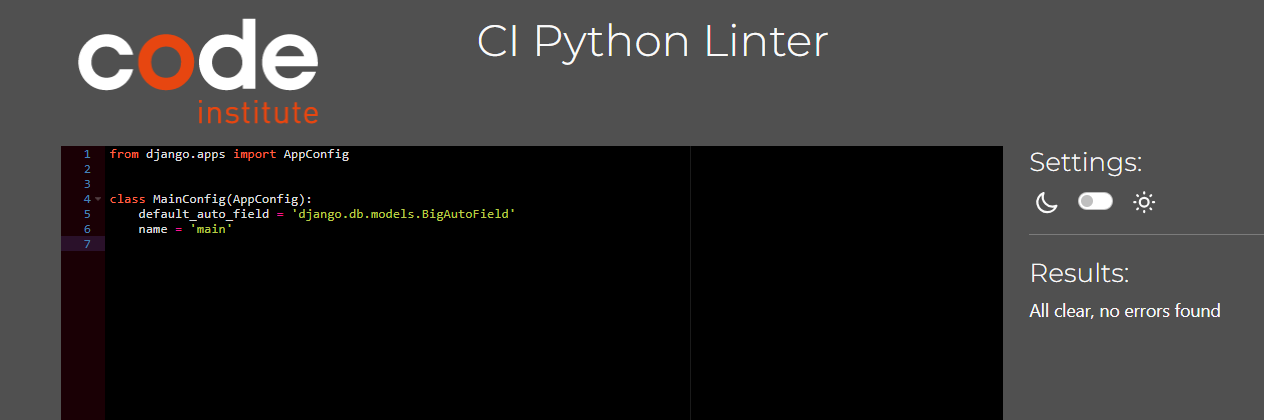 code
institute
CI Python Linter
1 from django.apps import AppConfig
2
3
4 class MainConfig(AppConfig):
5     default_auto_field = 'django.db.models.BigAutoField'
6     name = 'main'
7
Settings:
Results:
All clear, no errors found